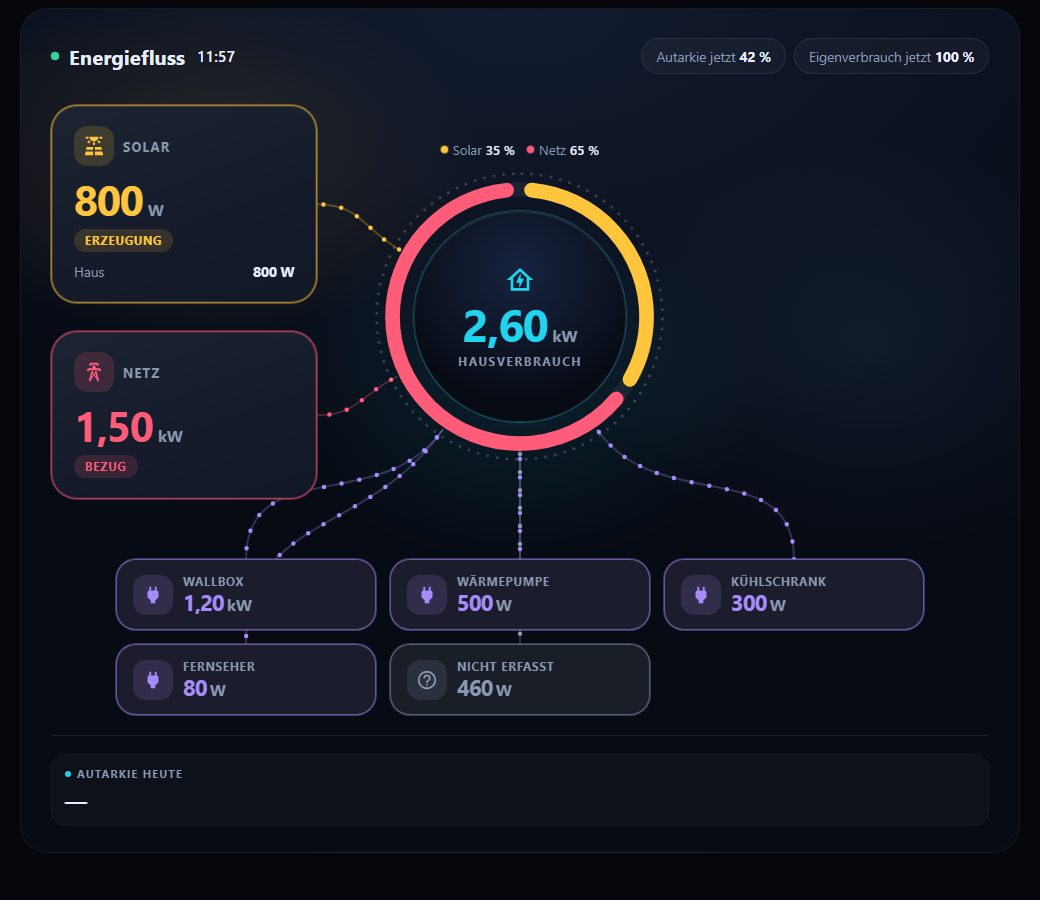 Energiefluss 11:57
Autarkie jetzt 42 %
Eigenverbrauch jetzt 100 %
SOLAR
800 W
ERZEUGUNG
Haus 800 W
Solar 35 % Netz 65 %
2,60 kW
HAUSVERBRAUCH
NETZ
1,50 kW
BEZUG
WALLBOX
1,20 kW
WÄRMEPUMPE
500 W
KÜHLSCHRANK
300 W
FERNSEHER
80 W
NICHT ERFASST
460 W
AUTARKIE HEUTE
—